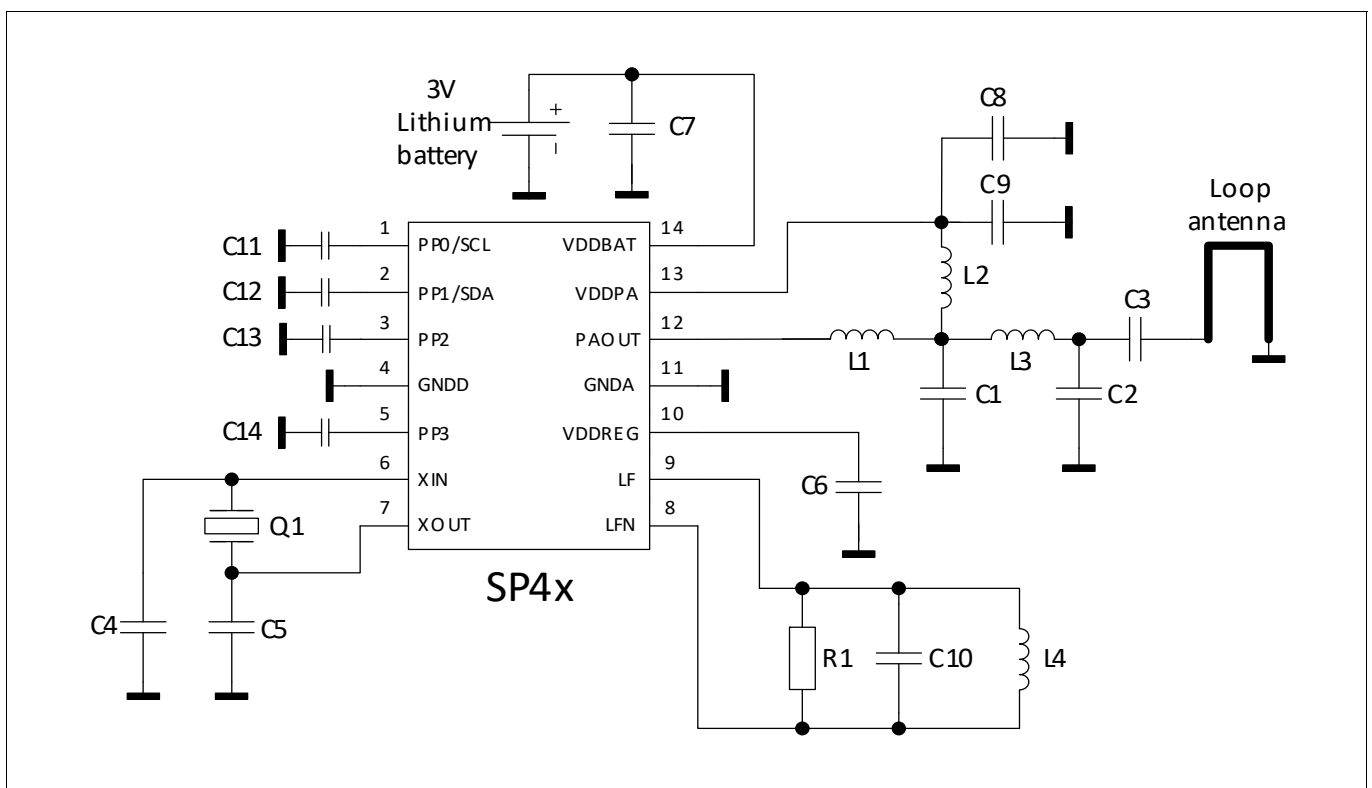 3V
Lithium
battery
+
−
C7
C8
C9
Loop
antenna
C11
1
PP0/SCL
VDDBAT
14
C12
2
PP1/SDA
VDDPA
13
L2
C13
3
PP2
PAOUT
12
L1
L3
C3
4
GNDD
GNDA
11
C1
C2
C14
5
PP3
VDDREG
10
C6
6
XIN
LF
9
Q1
7
XOUT
LFN
8
SP4x
C4
C5
R1
C10
L4